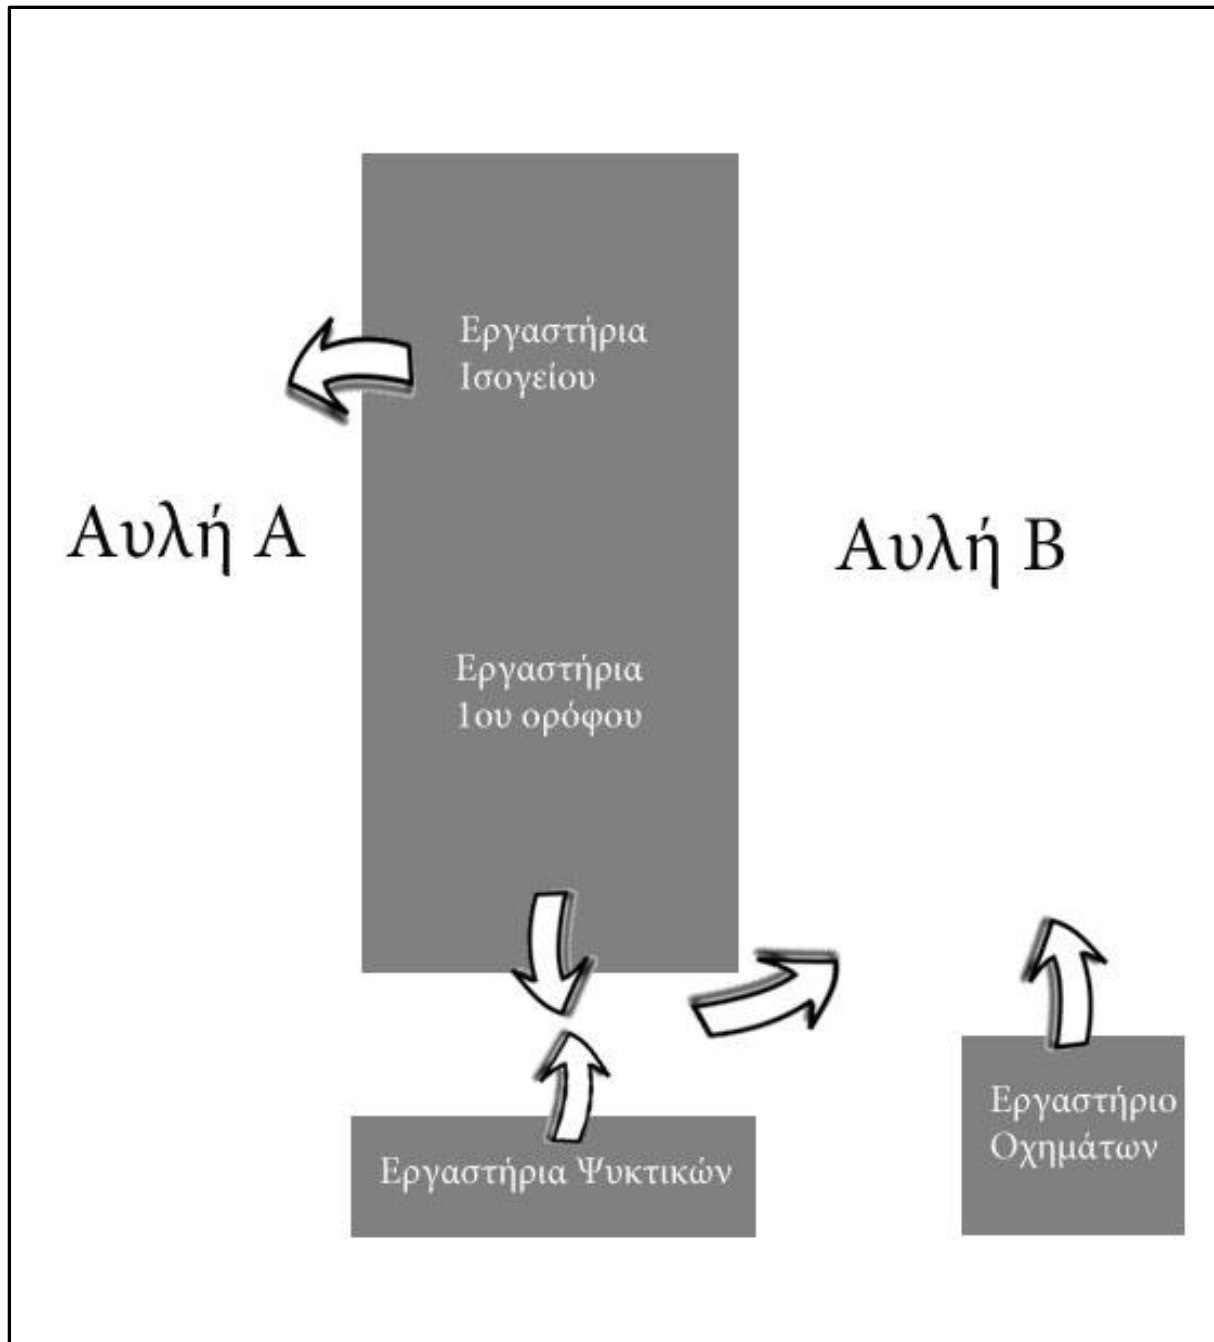 Εργαστήρια
Ισογείου
Αυλή Α
Αυλή Β
Εργαστήρια
1ου ορόφου
Εργαστήριο
Οχημάτων
Εργαστήρια Ψυκτικών